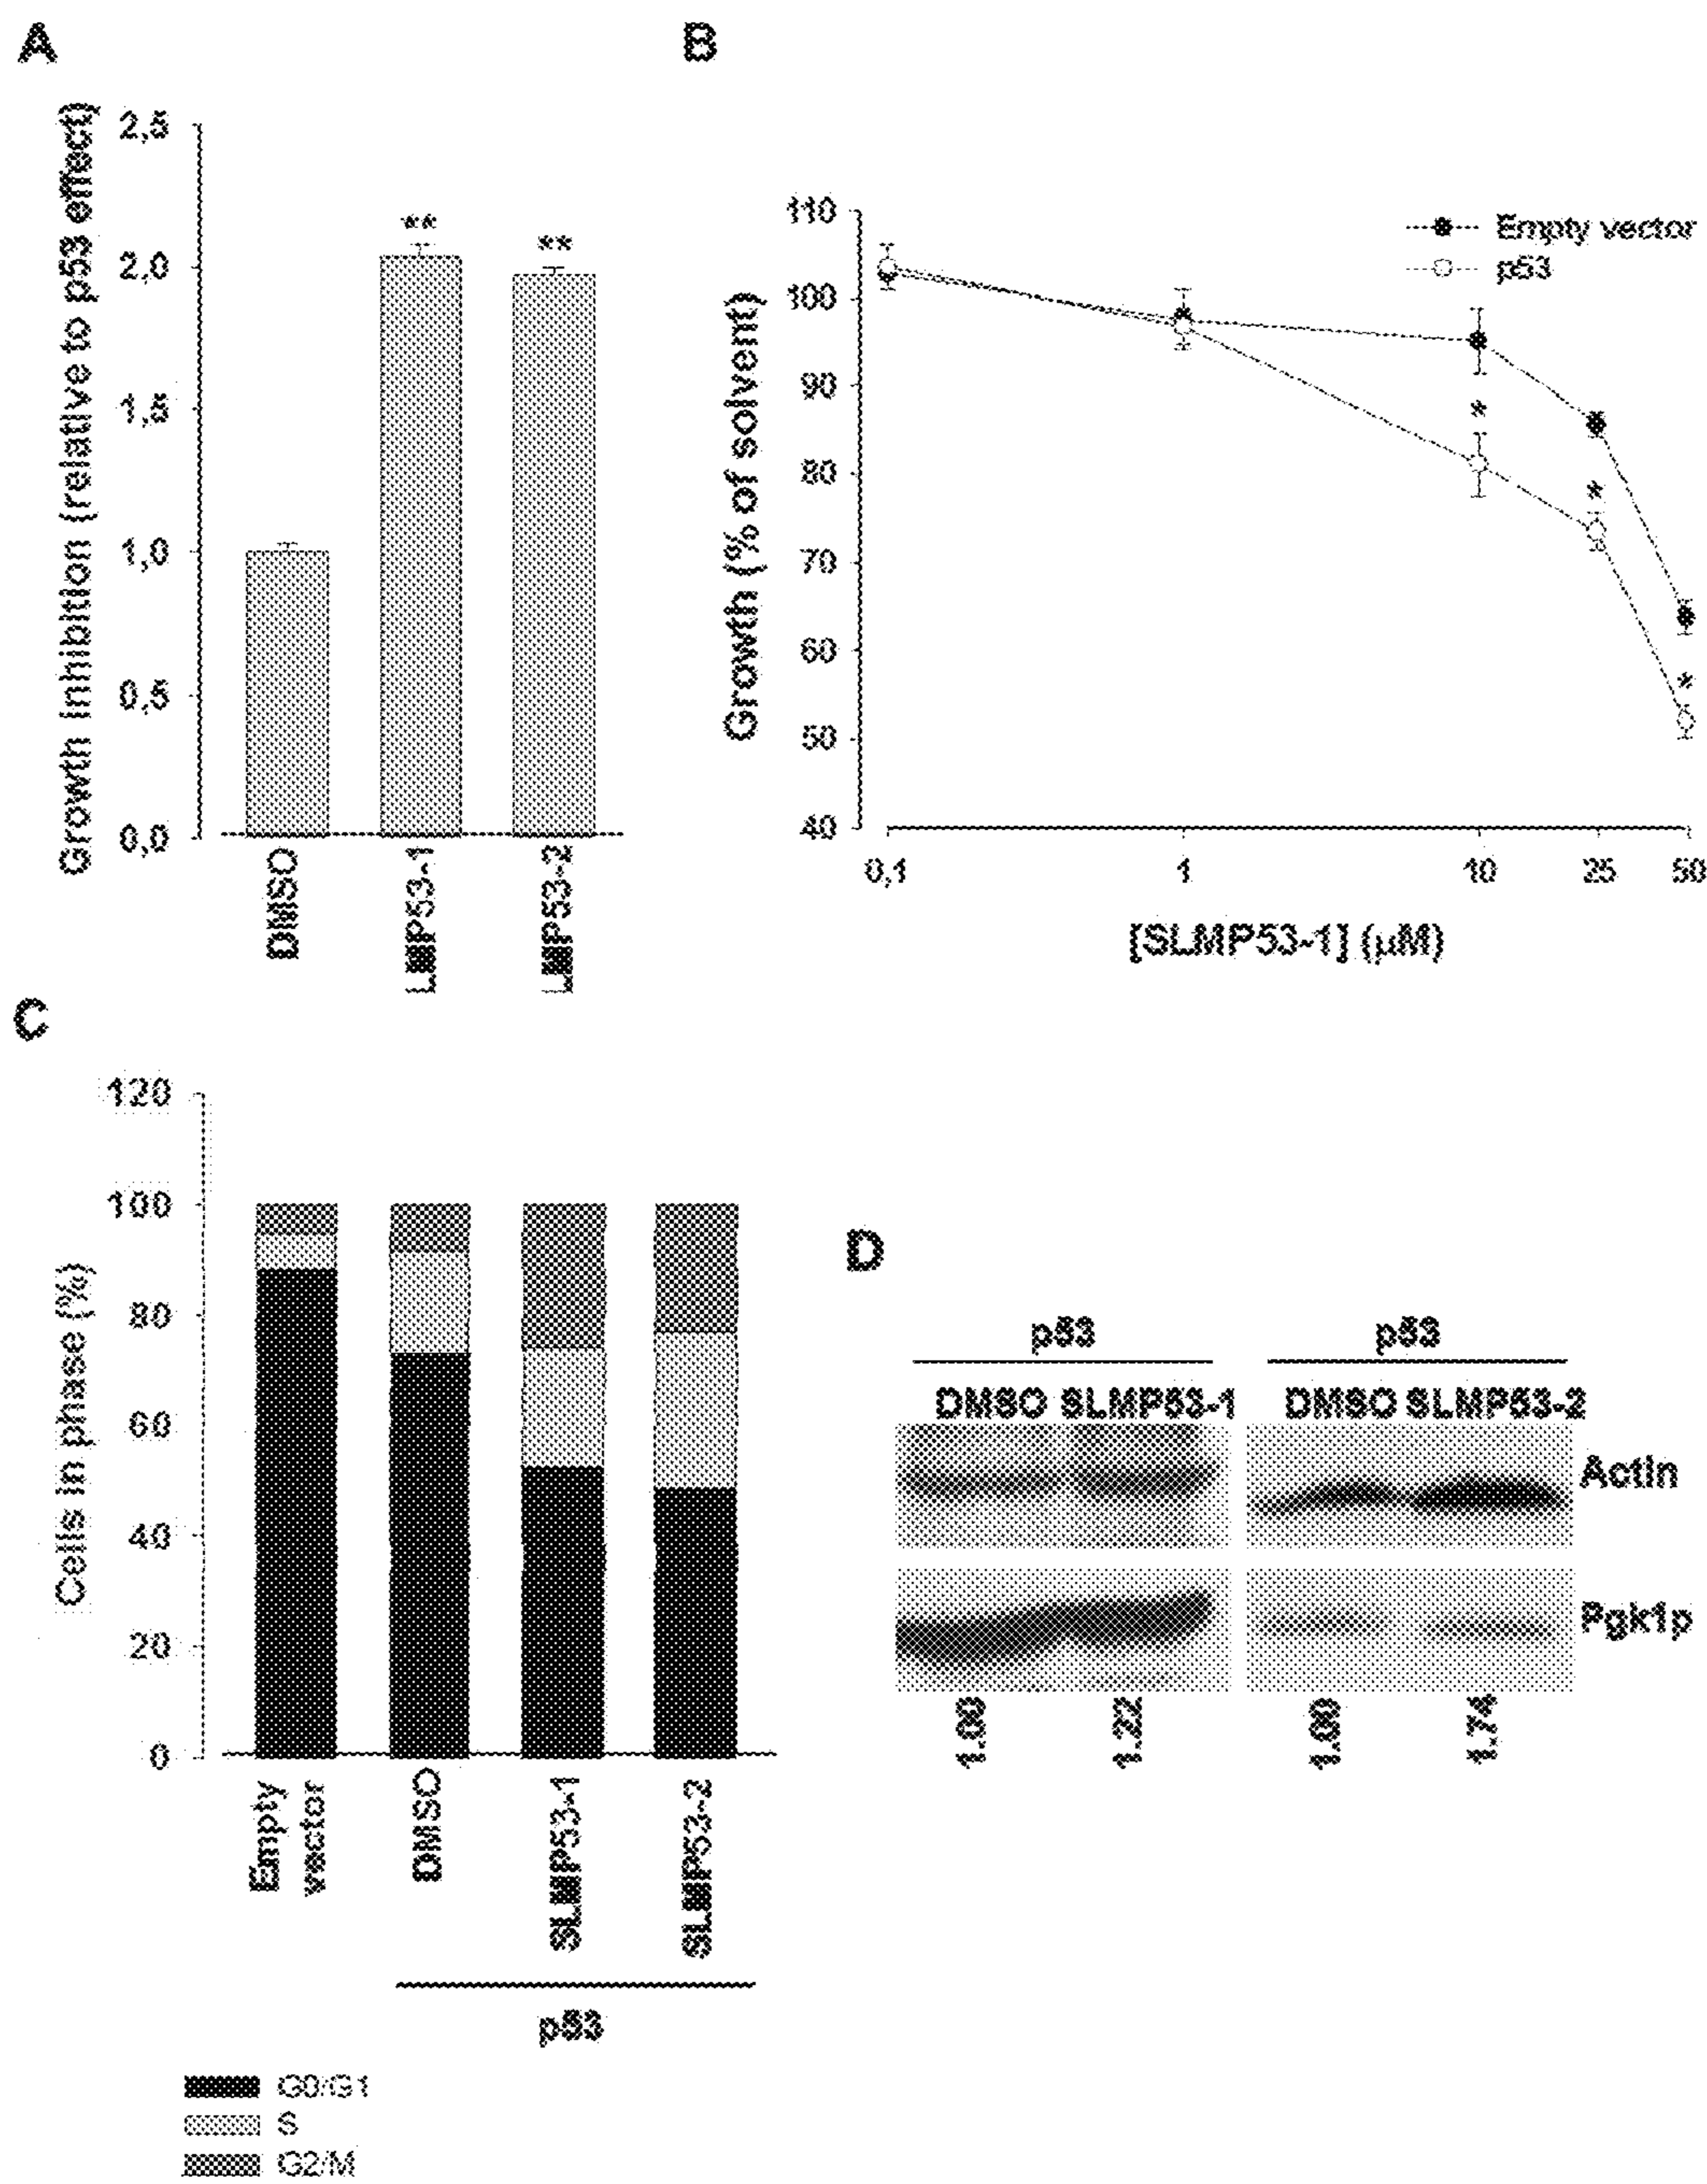 A
Growth inhibition (relative to p53 effect)
2,5
2,0
1,5
1,0
0,5
0,0
**
**
DMSO
LMP53-1
LMP53-2
B
Growth (% of solvent)
110
100
90
80
70
60
50
40
Empty vector
p53
*
*
*
0,1 1 10 25 50
[SLMP53-1] (µM)
C
Cells in phase (%)
120
100
80
60
40
20
0
Empty
vector
DMSO
SLMP53-1
SLMP53-2
p53
G0/G1
S
G2/M
D
p53 p53
DMSO SLMP53-1 DMSO SLMP53-2
Actin
Pgk1p
1.00 1.22 1.00 1.74